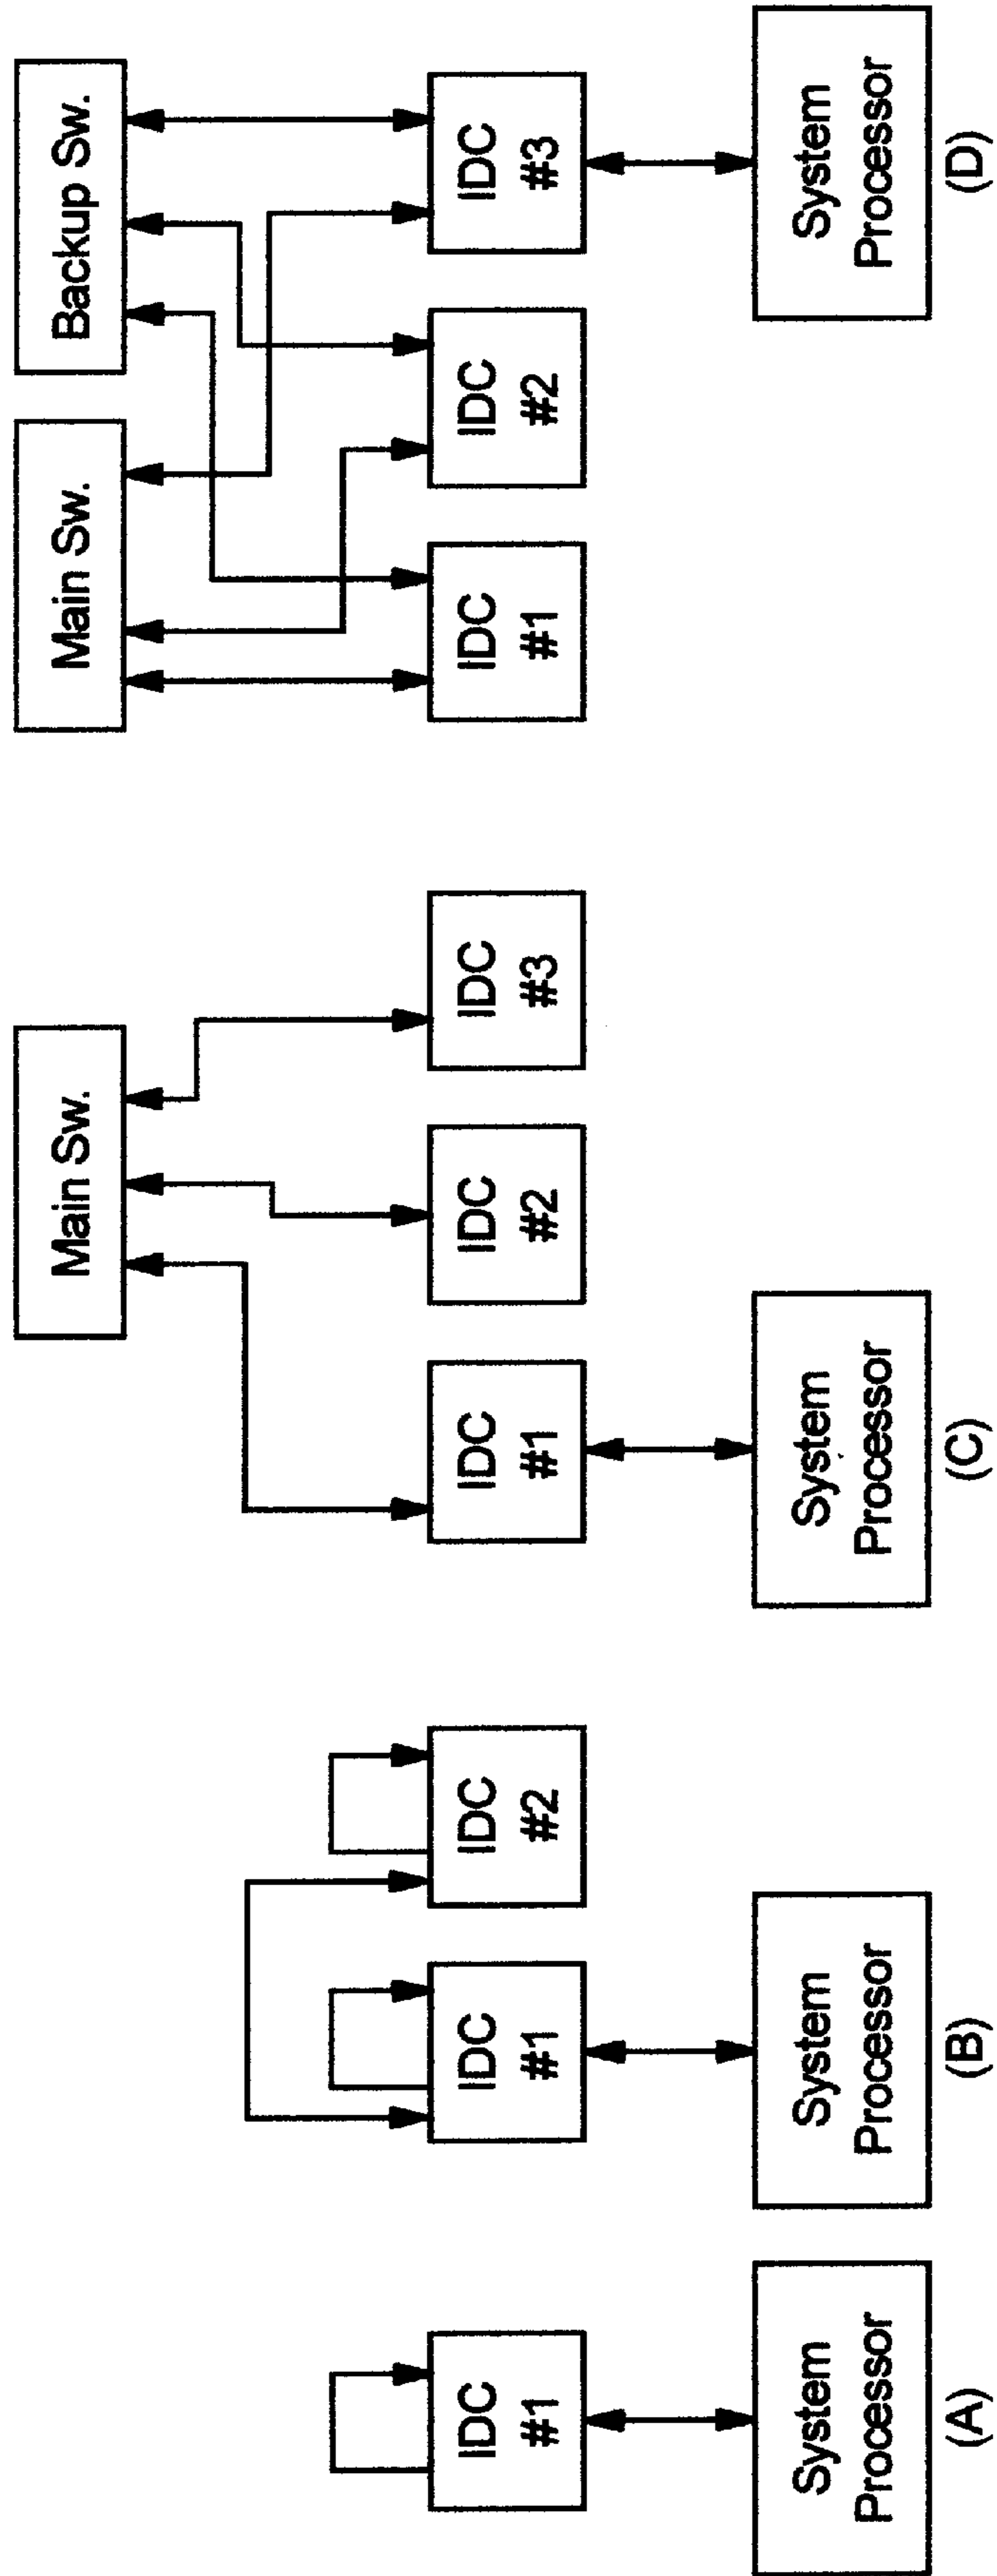 IDC
#1
System
Processor
(A)
IDC
#1
IDC
#2
System
Processor
(B)
Main Sw.
IDC
#1
IDC
#2
IDC
#3
System
Processor
(C)
Main Sw.
Backup Sw.
IDC
#1
IDC
#2
IDC
#3
System
Processor
(D)